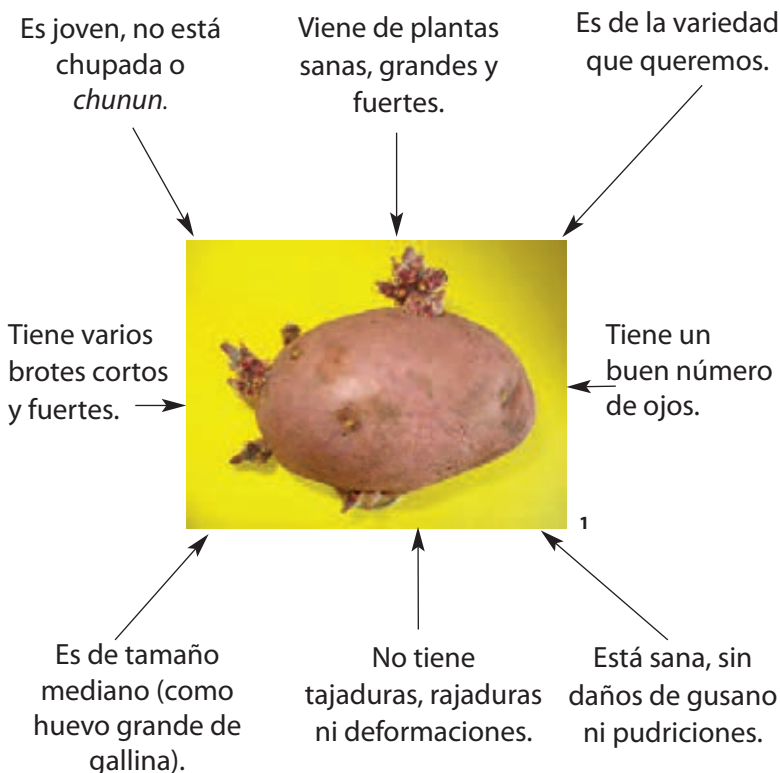 Es joven, no está
chupada o
chunun.
Viene de plantas
sanas, grandes y
fuertes.
Es de la variedad
que queremos.
Tiene varios
brotes cortos
y fuertes.
Tiene un
buen número
de ojos.
1
Es de tamaño
mediano (como
huevo grande de
gallina).
No tiene
tajaduras, rajaduras
ni deformaciones.
Está sana, sin
daños de gusano
ni pudriciones.